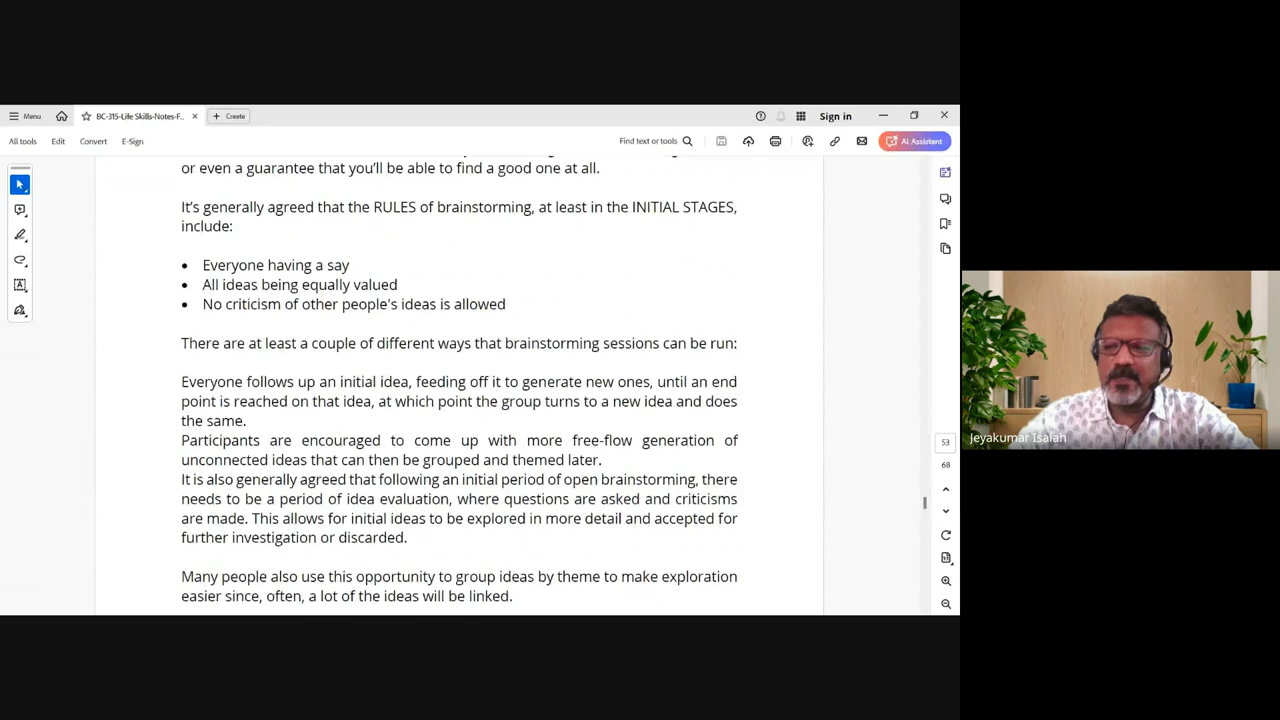 Menu
BC-315-Life Skills-Notes-F...
Create
Sign in
All tools
Edit
Convert
E-Sign
Find text or tools
AI Assistant
or even a guarantee that you'll be able to find a good one at all.
It's generally agreed that the RULES of brainstorming, at least in the INITIAL STAGES,
include:
• Everyone having a say
• All ideas being equally valued
• No criticism of other people's ideas is allowed
There are at least a couple of different ways that brainstorming sessions can be run:
Everyone follows up an initial idea, feeding off it to generate new ones, until an end
point is reached on that idea, at which point the group turns to a new idea and does
the same.
Participants are encouraged to come up with more free-flow generation of
unconnected ideas that can then be grouped and themed later.
It is also generally agreed that following an initial period of open brainstorming, there
needs to be a period of idea evaluation, where questions are asked and criticisms
are made. This allows for initial ideas to be explored in more detail and accepted for
further investigation or discarded.
Many people also use this opportunity to group ideas by theme to make exploration
easier since, often, a lot of the ideas will be linked.
53
68
Jeyakumar Isaiah